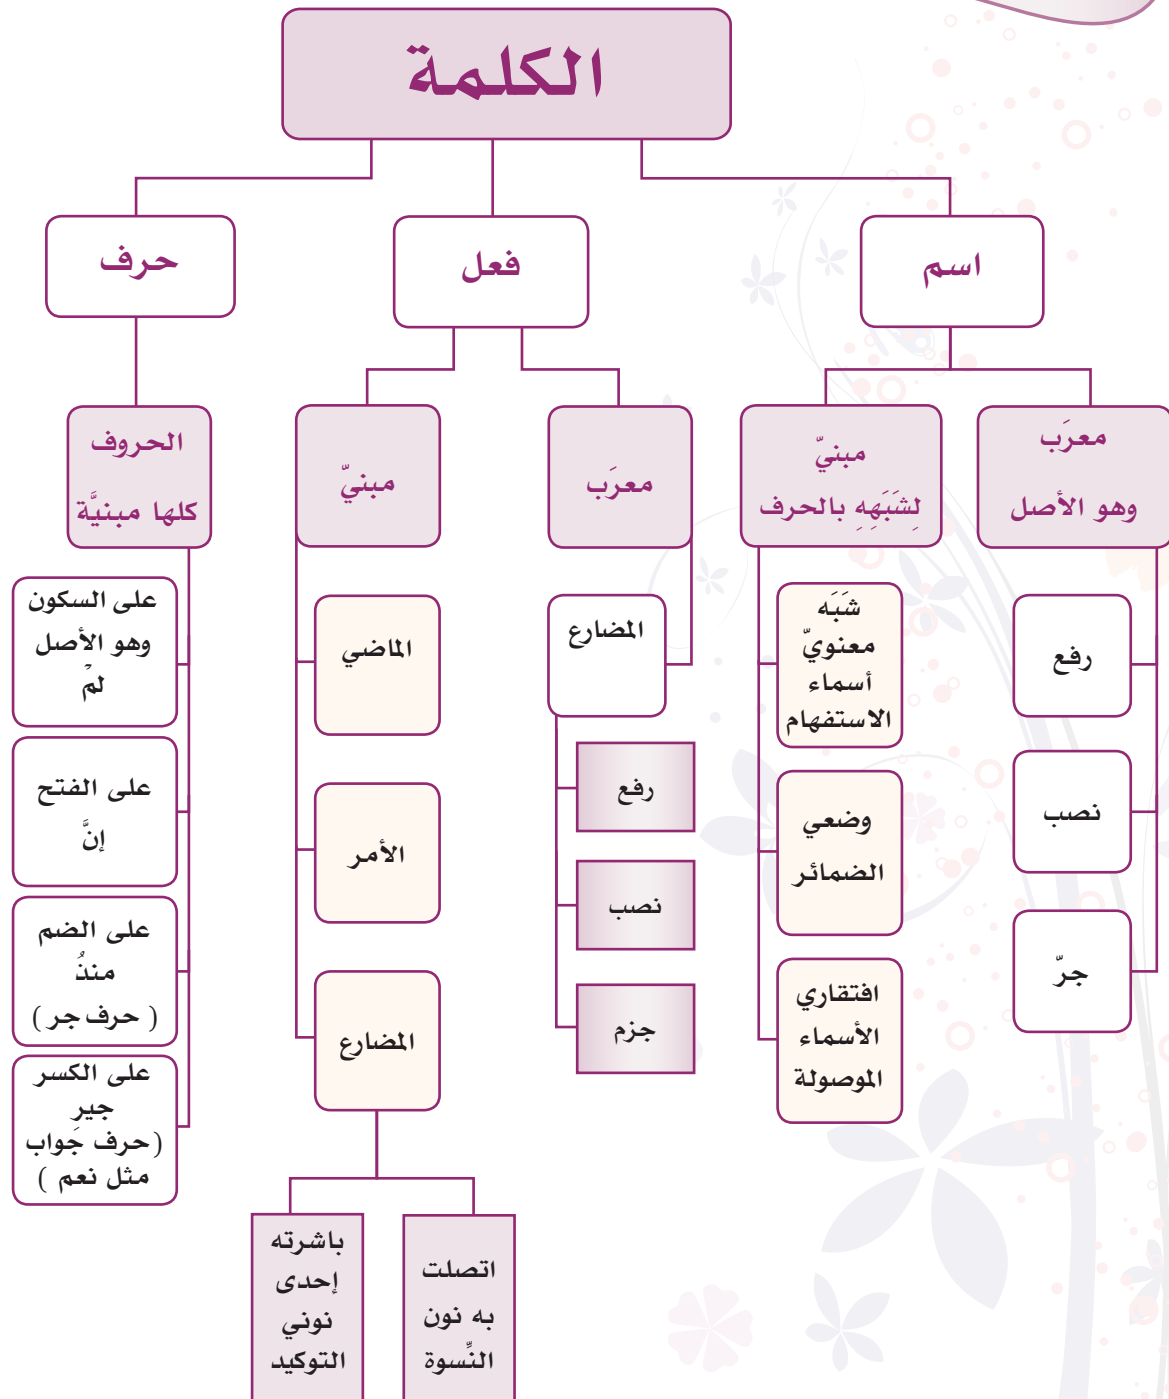 الكلمة
اسم
فعل
حرف
معرَب
وهو الأصل
رفع
نصب
جرّ
مبنيّ
لِشَبَهِهِ بالحرف
شَبَه
معنويّ
أسماء
الاستفهام
وضعي
الضمائر
افتقاري
الأسماء
الموصولة
معرَب
المضارع
رفع
نصب
جزم
مبنيّ
الماضي
الأمر
المضارع
اتصلت
به نون
النِّسوة
باشرته
إحدى
نوني
التوكيد
الحروف
كلها مبنيَّة
على السكون
وهو الأصل
لمْ
على الفتح
إنَّ
على الضم
منذُ
( حرف جر )
على الكسر
جيرِ
(حرف جَواب
مثل نعم )